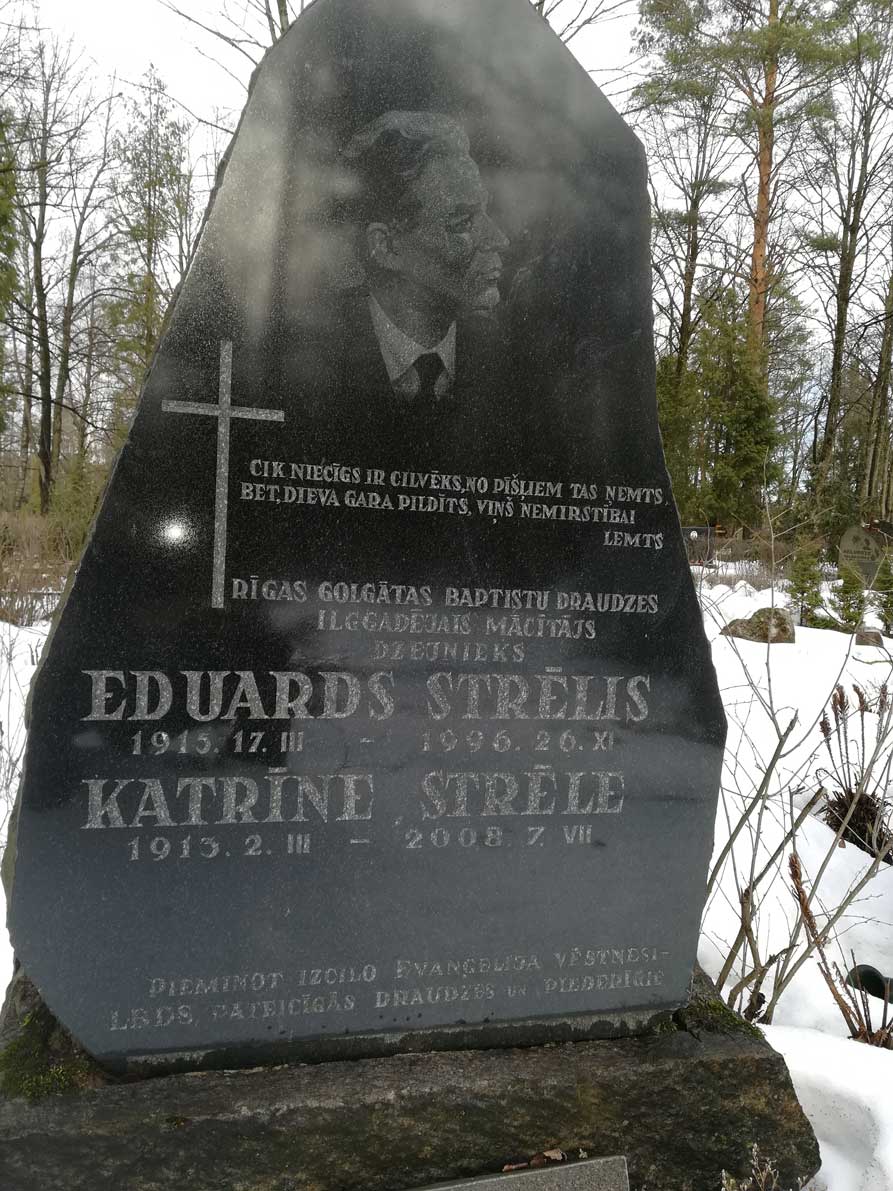 CIK NIECĪGS IR CILVĒKS, NO PĪŠĻIEM TAS ŅEMTS,
BET, DIEVA GARA PILDĪTS, VIŅŠ NEMIRSTĪBAI
LEMTS
RĪGAS GOLGĀTAS BAPTISTU DRAUDZES
ILGGADĒJAIS MĀCĪTĀJS
DZEJNIEKS
EDUARDS STRĒLIS
1915. 17. III - 1996. 26. XI
KATRĪNE STRĒLE
1913. 2. III - 2008. 7. VII
PIEMINOT IZCILO EVANĢĒLIJA VĒSTNESI-
LBDS, PATEICĪGĀS DRAUDZES UN PIEDERĪGIE